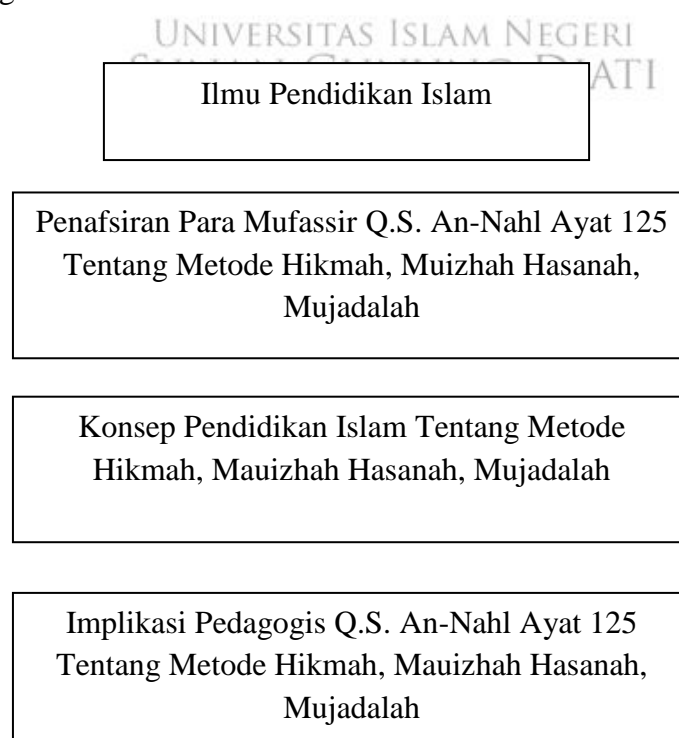 g
UNIVERSITAS ISLAM NEGERI
ATI
Ilmu Pendidikan Islam
Penafsiran Para Mufassir Q.S. An-Nahl Ayat 125
Tentang Metode Hikmah, Muizhah Hasanah,
Mujadalah
Konsep Pendidikan Islam Tentang Metode
Hikmah, Mauizhah Hasanah, Mujadalah
Implikasi Pedagogis Q.S. An-Nahl Ayat 125
Tentang Metode Hikmah, Mauizhah Hasanah,
Mujadalah